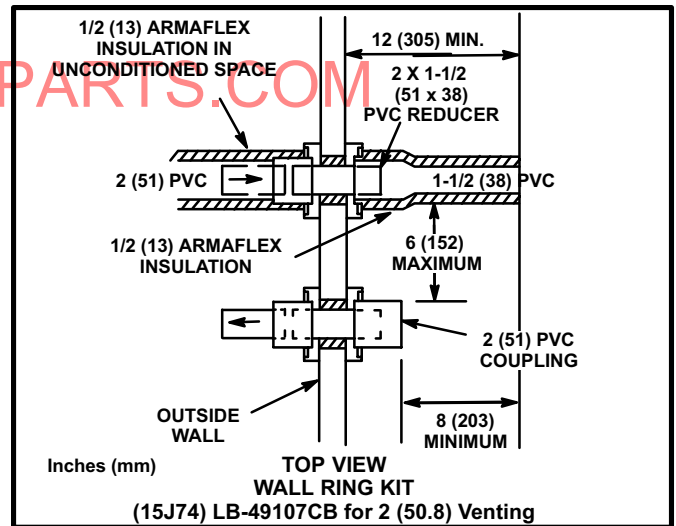 1/2 (13) ARMAFLEX
INSULATION IN
UNCONDITIONED SPACE
12 (305) MIN.
PARTS.COM
2 X 1-1/2
(51 x 38)
PVC REDUCER
2 (51) PVC
1-1/2 (38) PVC
1/2 (13) ARMAFLEX
INSULATION
6 (152)
MAXIMUM
2 (51) PVC
COUPLING
OUTSIDE
WALL
8 (203)
MINIMUM
Inches (mm)
TOP VIEW
WALL RING KIT
(15J74) LB-49107CB for 2 (50.8) Venting